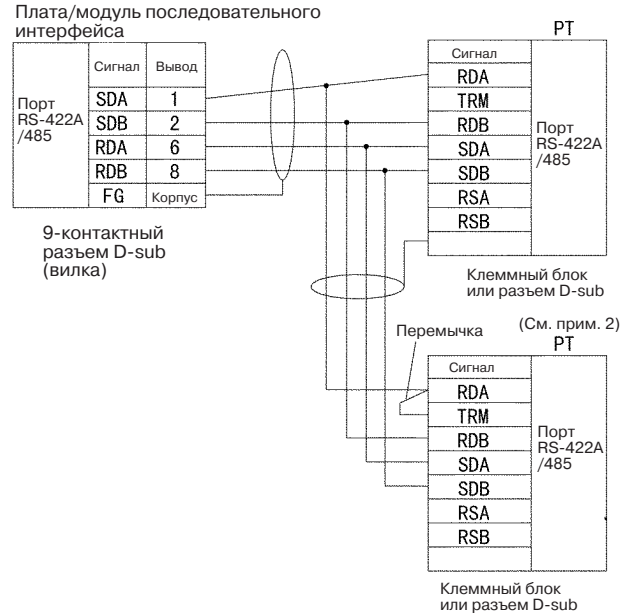 Плата/модуль последовательного
интерфейса
Сигнал Вывод
Порт
RS-422A
/485
SDA 1
SDB 2
RDA 6
RDB 8
FG Корпус
9-контактный
разъем D-sub
(вилка)
PT
Сигнал
RDA
TRM
RDB
SDA
SDB
RSA
RSB
Порт
RS-422A
/485
Клеммный блок
или разъем D-sub
(См. прим. 2)
Перемычка
PT
Сигнал
RDA
TRM
RDB
SDA
SDB
RSA
RSB
Порт
RS-422A
/485
Клеммный блок
или разъем D-sub